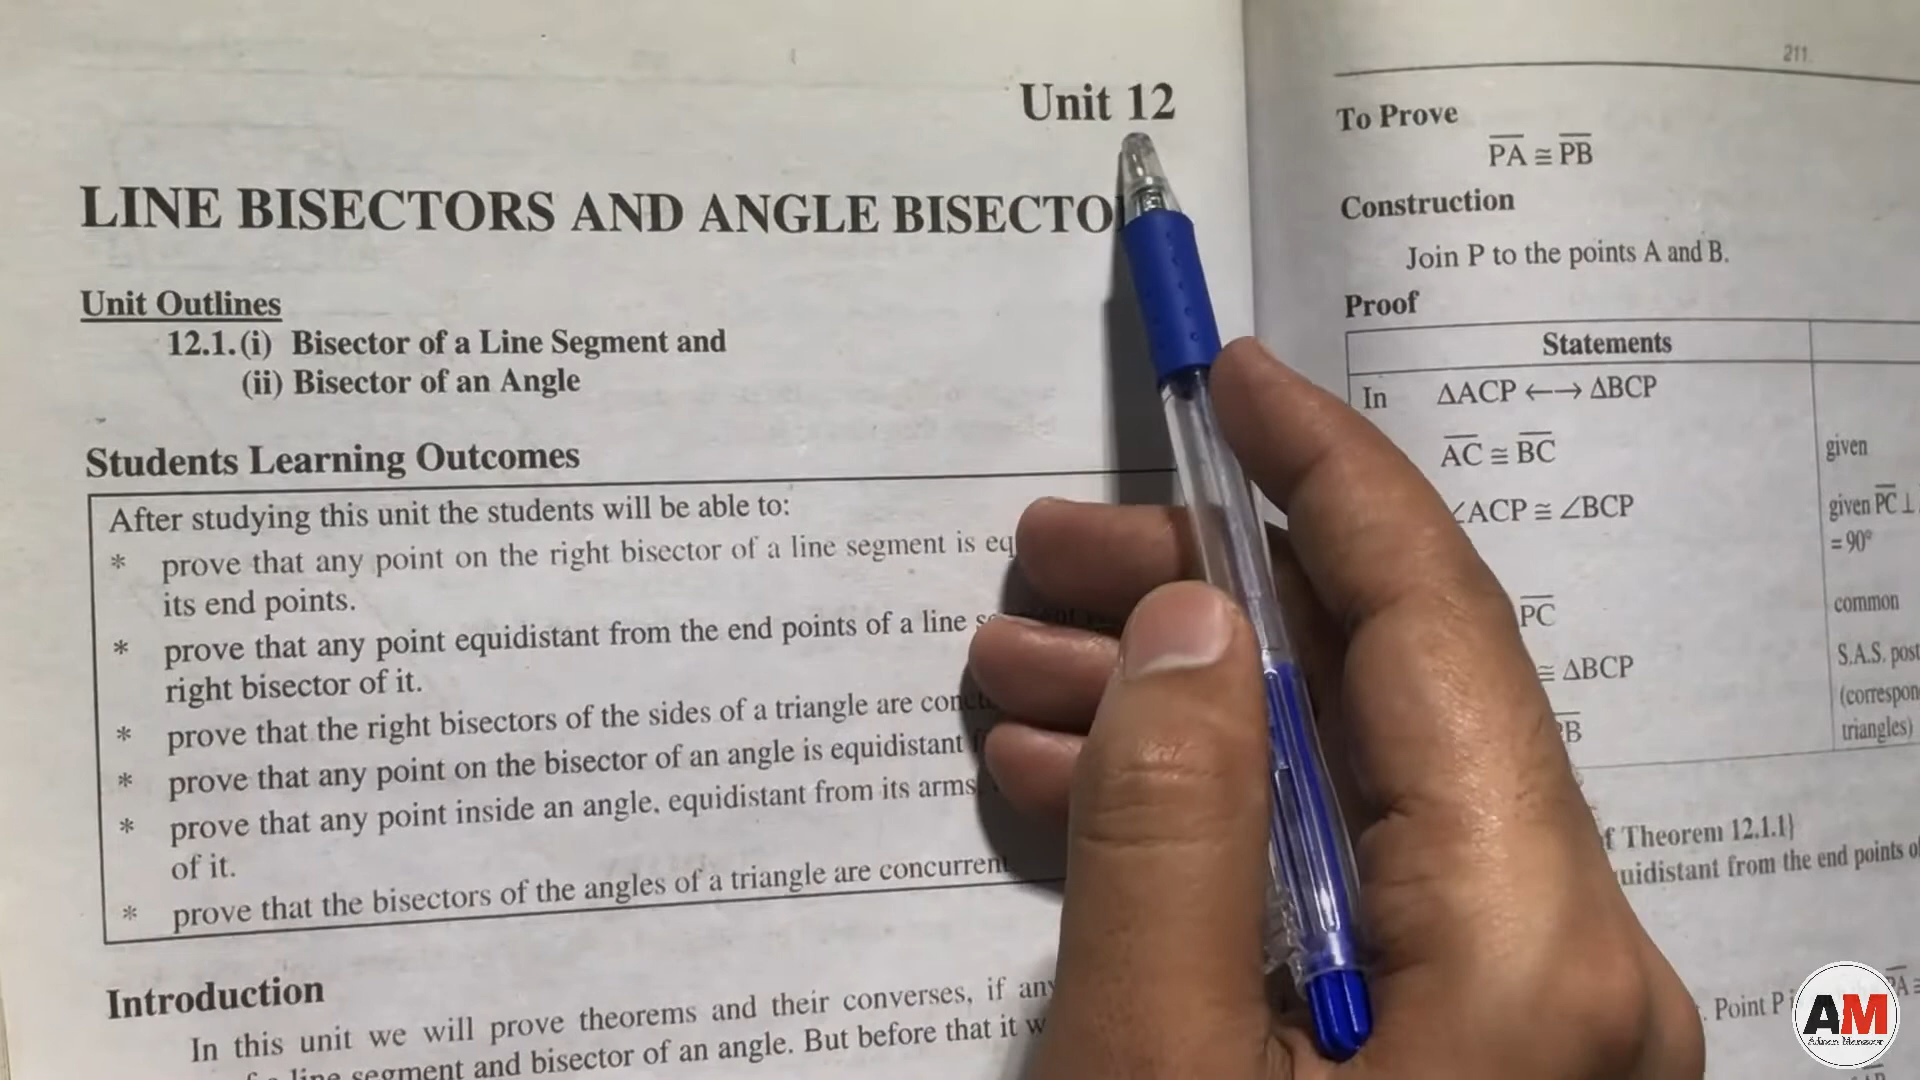 Unit 12
LINE BISECTORS AND ANGLE BISECTO
Unit Outlines
12.1.(i) Bisector of a Line Segment and
(ii) Bisector of an Angle
Students Learning Outcomes
After studying this unit the students will be able to:
* prove that any point on the right bisector of a line segment is eq
its end points.
* prove that any point equidistant from the end points of a line
right bisector of it.
* prove that the right bisectors of the sides of a triangle are
* prove that any point on the bisector of an angle is equidistant
* prove that any point inside an angle, equidistant from its arms
of it.
* prove that the bisectors of the angles of a triangle are concurrent
Introduction
In this unit we will prove theorems and their converses, if any
line segment and bisector of an angle. But before that it w
211
To Prove
P̅A̅ ≅ P̅B̅
Construction
Join P to the points A and B.
Proof
Statements
In ΔACP ←→ ΔBCP
A̅C̅ ≅ B̅C̅ given
∠ACP ≅ ∠BCP given P̅C̅ ⊥
= 90°
P̅C̅ common
≅ ΔBCP S.A.S. post
(correspon
B triangles)
Theorem 12.1.1}
uidistant from the end points
Point P
AM
Adnan Manzoor